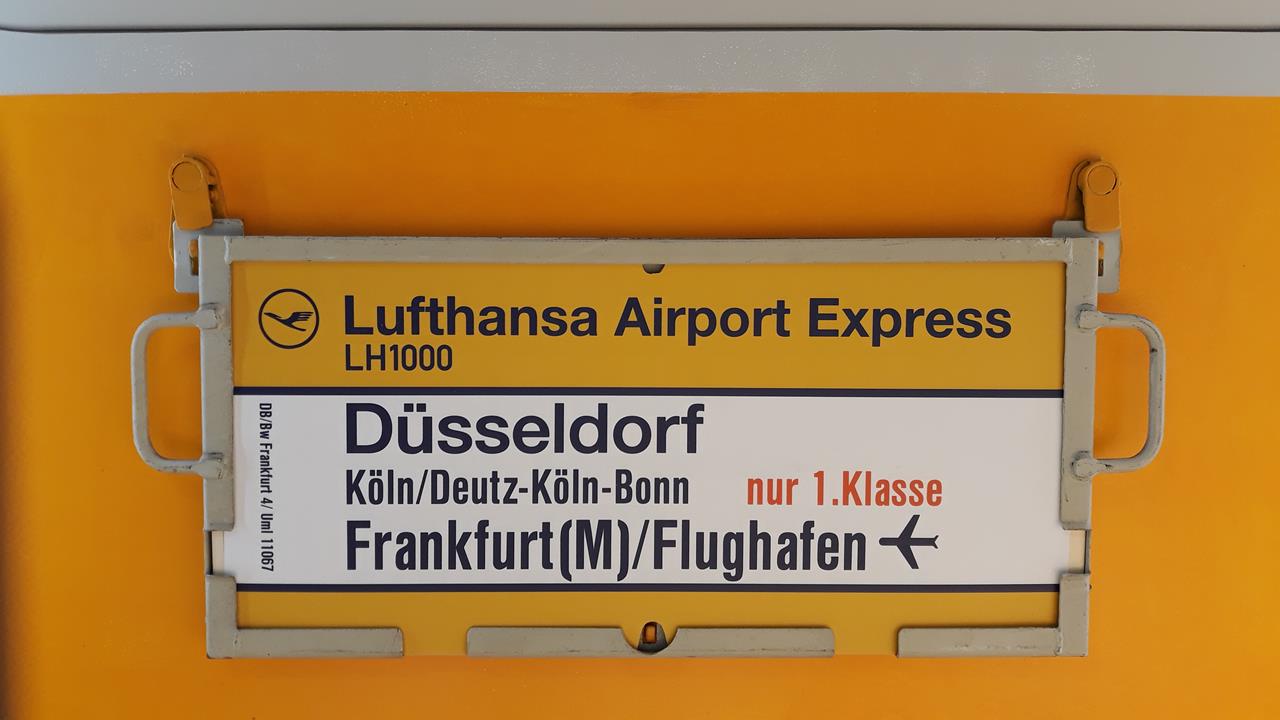 Lufthansa Airport Express
LH1000
DB/Bw Frankfurt 4/ Uml 11067
Düsseldorf
Köln/Deutz-Köln-Bonn nur 1.Klasse
Frankfurt(M)/Flughafen